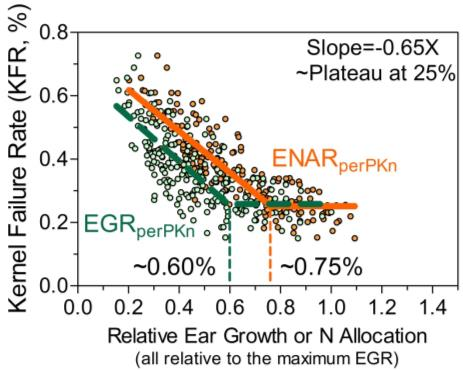 Kernel Failure Rate (KFR, %)
0.8
0.6
0.4
0.2
0.0
Slope=-0.65X
~Plateau at 25%
ENARperPKn
EGRperPKn
~0.60%
~0.75%
0.0 0.2 0.4 0.6 0.8 1.0 1.2 1.4
Relative Ear Growth or N Allocation
(all relative to the maximum EGR)